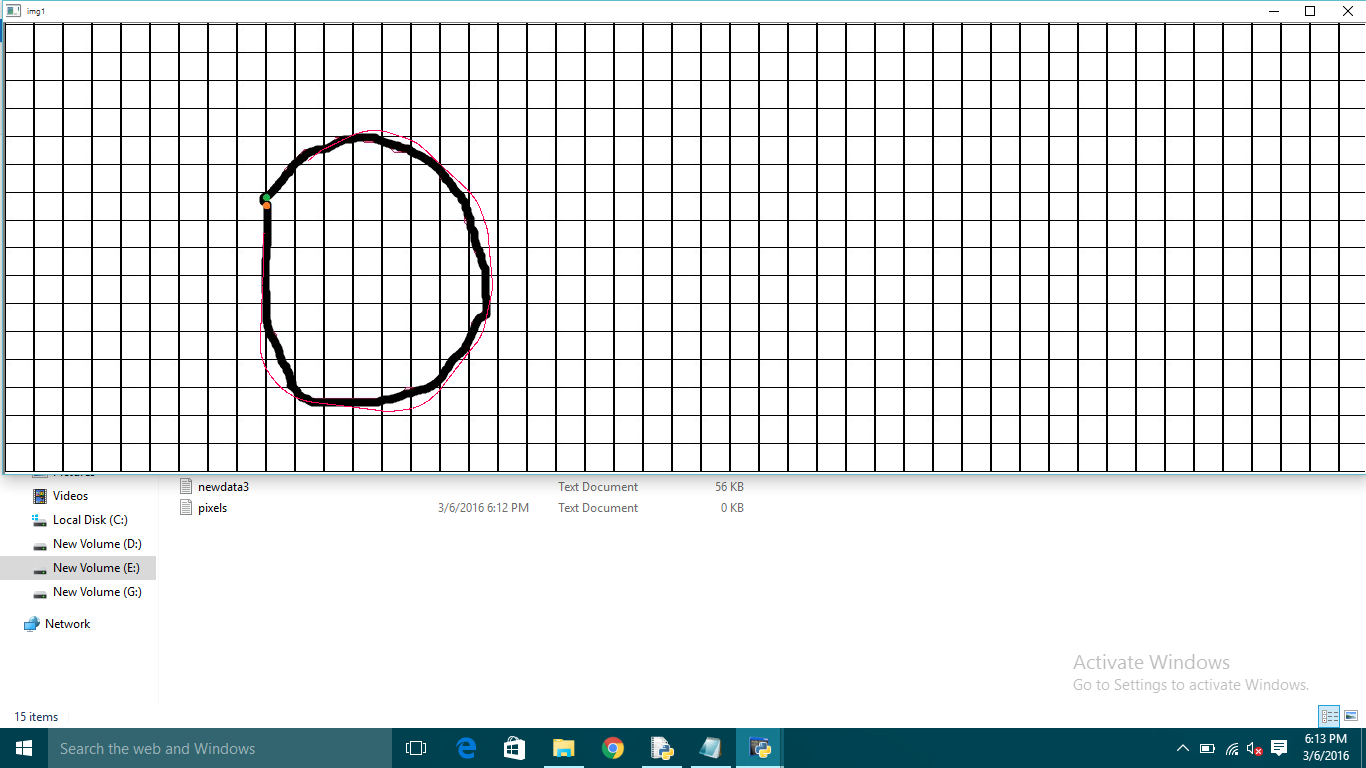 img1
newdata3 Text Document 56 KB
Videos
pixels 3/6/2016 6:12 PM Text Document 0 KB
Local Disk (C:)
New Volume (D:)
New Volume (E:)
New Volume (G:)
Network
Activate Windows
Go to Settings to activate Windows.
15 items
Search the web and Windows
6:13 PM
3/6/2016